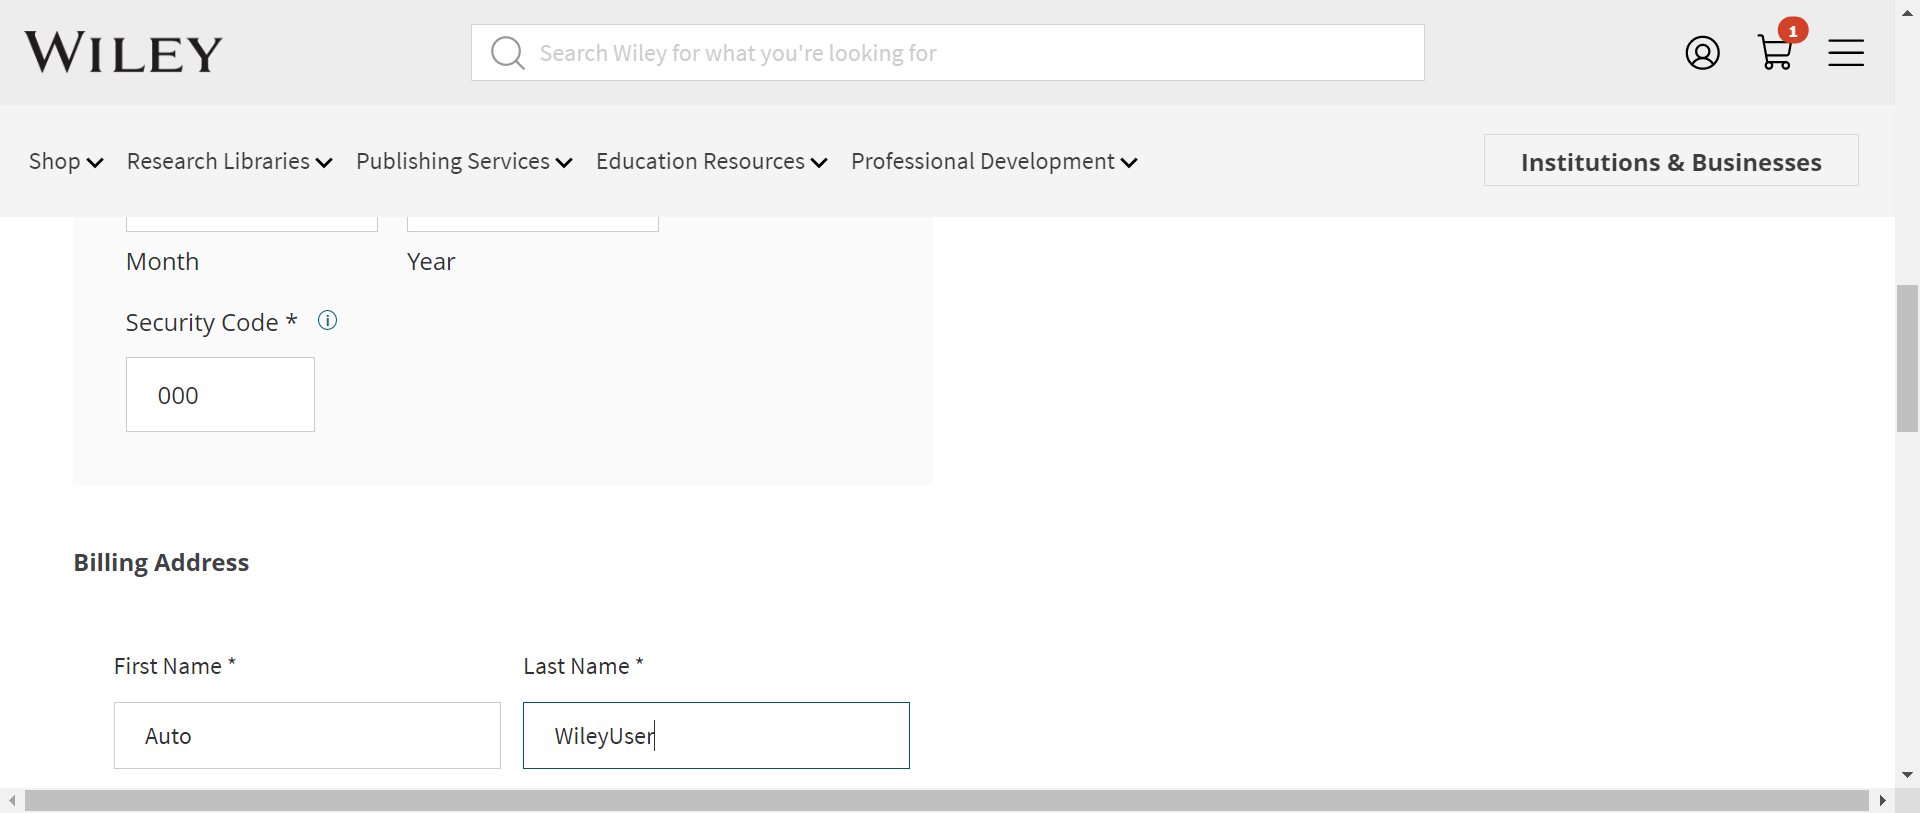 WILEY
Search Wiley for what you're looking for
1
Shop Research Libraries Publishing Services Education Resources Professional Development
Institutions & Businesses
Month Year
Security Code *
000
Billing Address
First Name * Last Name *
Auto WileyUser